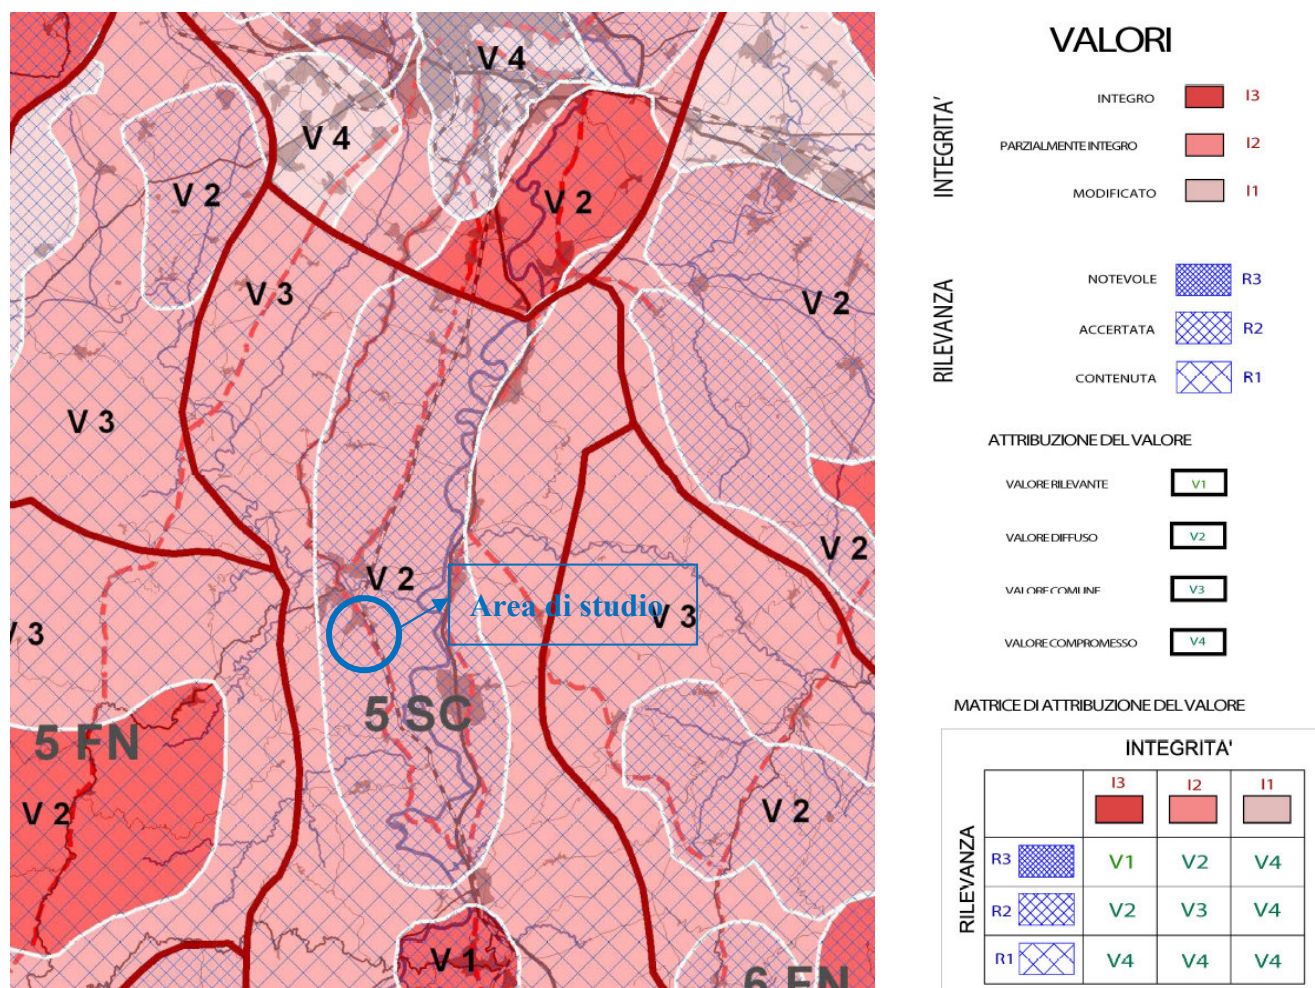 V 4
V 4
V 2
V 2
V 3
V 2
V 3
V 2
V 2
Area di studio
V 3
V 3
5 SC
5 FN
V 2
V 2
V 1
6 FN
VALORI
INTEGRITA'
INTEGRO I3
PARZIALMENTE INTEGRO I2
MODIFICATO I1
RILEVANZA
NOTEVOLE R3
ACCERTATA R2
CONTENUTA R1
ATTRIBUZIONE DEL VALORE
VALORE RILEVANTE V1
VALORE DIFFUSO V2
VALORE COMUNE V3
VALORE COMPROMESSO V4
MATRICE DI ATTRIBUZIONE DEL VALORE
INTEGRITA'
I3 I2 I1
RILEVANZA
R3 V1 V2 V4
R2 V2 V3 V4
R1 V4 V4 V4